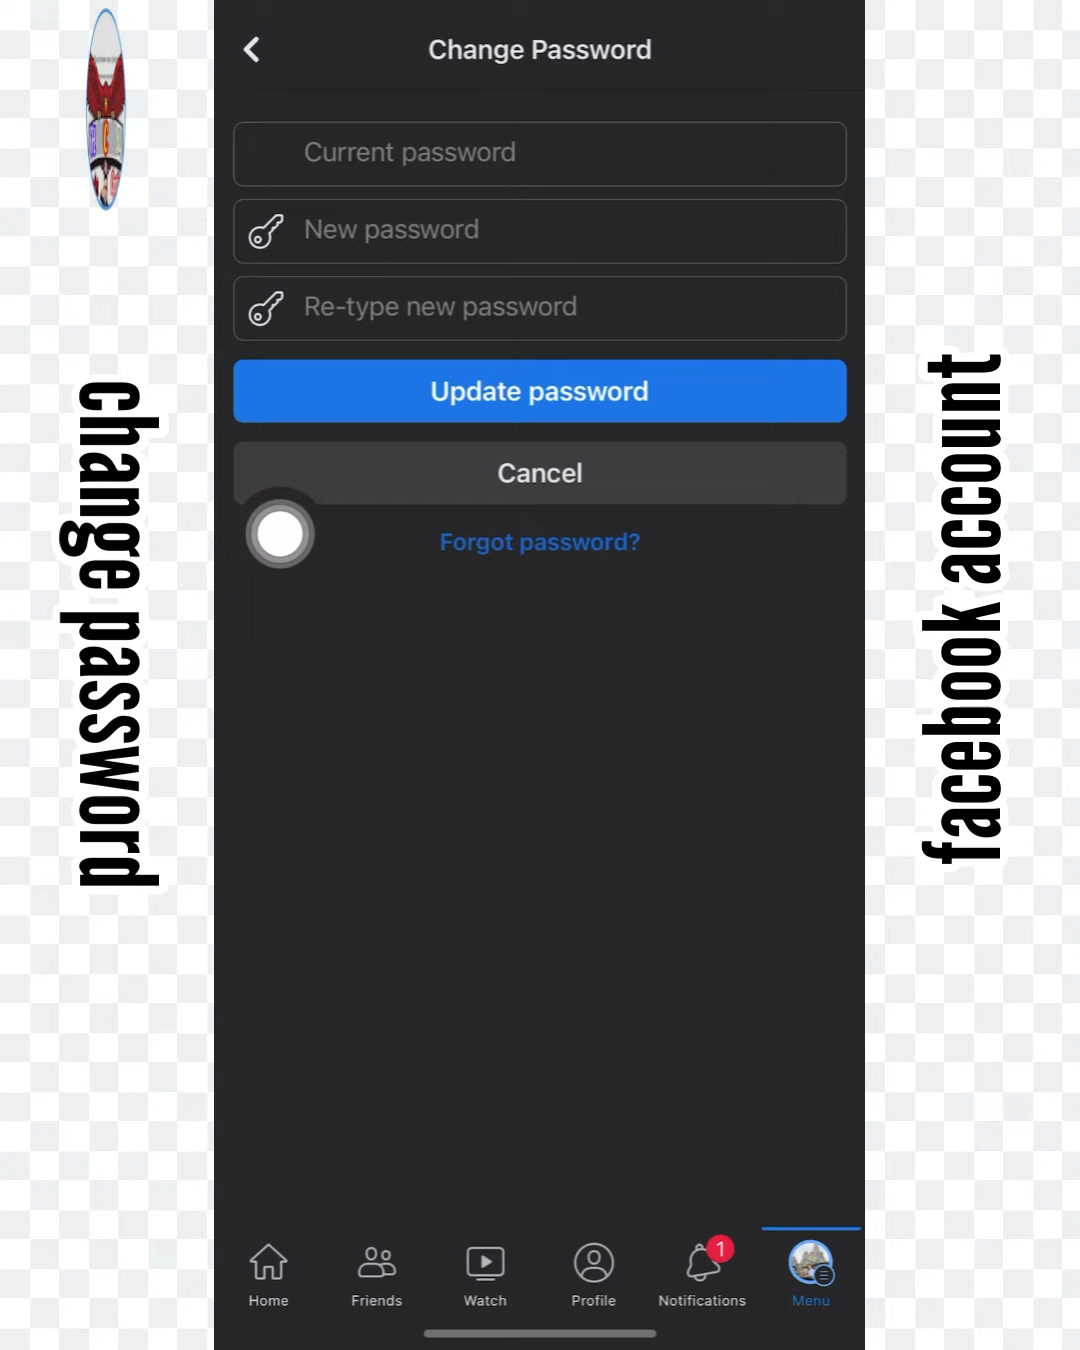 Change Password
Current password
New password
Re-type new password
Update password
Cancel
Forgot password?
change password
facebook account
Home
Friends
Watch
Profile
1
Notifications
Menu